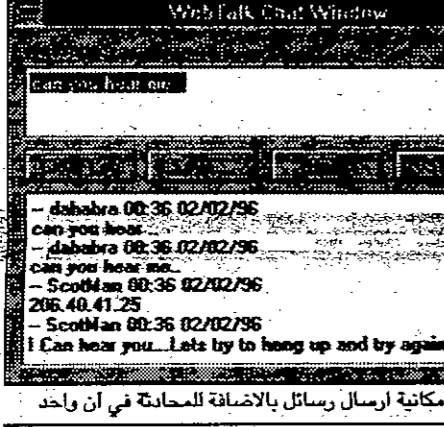 WebTalk Chat Window
can you hear me..
-- dababra 00:36 02/02/96
can you hear...
-- dababra 00:36 02/02/96
can you hear me..
-- ScotMan 00:36 02/02/96
206.40.41.25
-- ScotMan 00:36 02/02/96
I Can hear you...Lets try to hang up and try again
مكانية ارسال رسائل بالاضافة للمحادثة في آن واحد